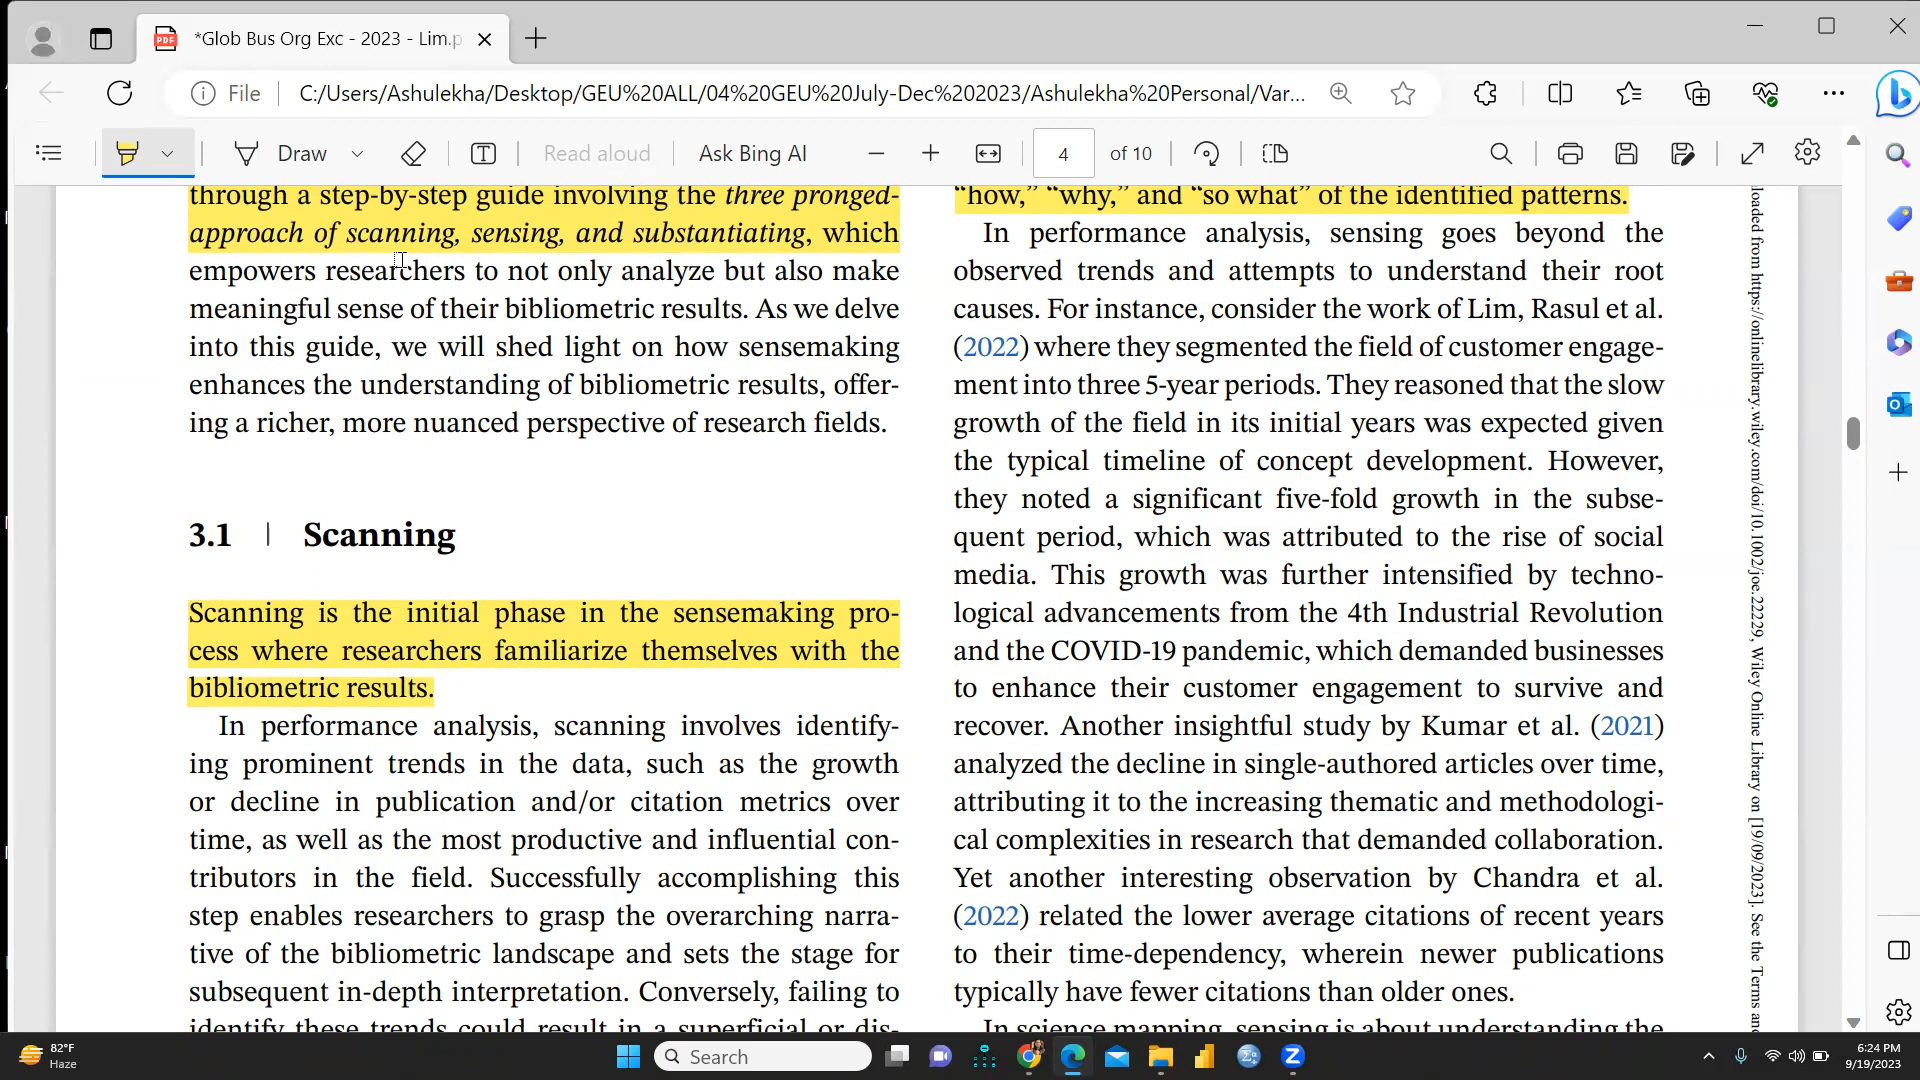 *Glob Bus Org Exc - 2023 - Lim.p
File
C:/Users/Ashulekha/Desktop/GEU%20ALL/04%20GEU%20July-Dec%202023/Ashulekha%20Personal/Var...
Draw
Read aloud
Ask Bing AI
4
of 10
through a step-by-step guide involving the three pronged-
approach of scanning, sensing, and substantiating, which
empowers researchers to not only analyze but also make
meaningful sense of their bibliometric results. As we delve
into this guide, we will shed light on how sensemaking
enhances the understanding of bibliometric results, offer-
ing a richer, more nuanced perspective of research fields.
3.1 | Scanning
Scanning is the initial phase in the sensemaking pro-
cess where researchers familiarize themselves with the
bibliometric results.
In performance analysis, scanning involves identify-
ing prominent trends in the data, such as the growth
or decline in publication and/or citation metrics over
time, as well as the most productive and influential con-
tributors in the field. Successfully accomplishing this
step enables researchers to grasp the overarching narra-
tive of the bibliometric landscape and sets the stage for
subsequent in-depth interpretation. Conversely, failing to
identify these trends could result in a superficial or dis-
“how,” “why,” and “so what” of the identified patterns.
In performance analysis, sensing goes beyond the
observed trends and attempts to understand their root
causes. For instance, consider the work of Lim, Rasul et al.
(2022) where they segmented the field of customer engage-
ment into three 5-year periods. They reasoned that the slow
growth of the field in its initial years was expected given
the typical timeline of concept development. However,
they noted a significant five-fold growth in the subse-
quent period, which was attributed to the rise of social
media. This growth was further intensified by techno-
logical advancements from the 4th Industrial Revolution
and the COVID-19 pandemic, which demanded businesses
to enhance their customer engagement to survive and
recover. Another insightful study by Kumar et al. (2021)
analyzed the decline in single-authored articles over time,
attributing it to the increasing thematic and methodologi-
cal complexities in research that demanded collaboration.
Yet another interesting observation by Chandra et al.
(2022) related the lower average citations of recent years
to their time-dependency, wherein newer publications
typically have fewer citations than older ones.
In science mapping, sensing is about understanding the
loaded from https://onlinelibrary.wiley.com/doi/10.1002/joe.22229, Wiley Online Library on [19/09/2023]. See the Terms and
82°F
Haze
Search
6:24 PM
9/19/2023